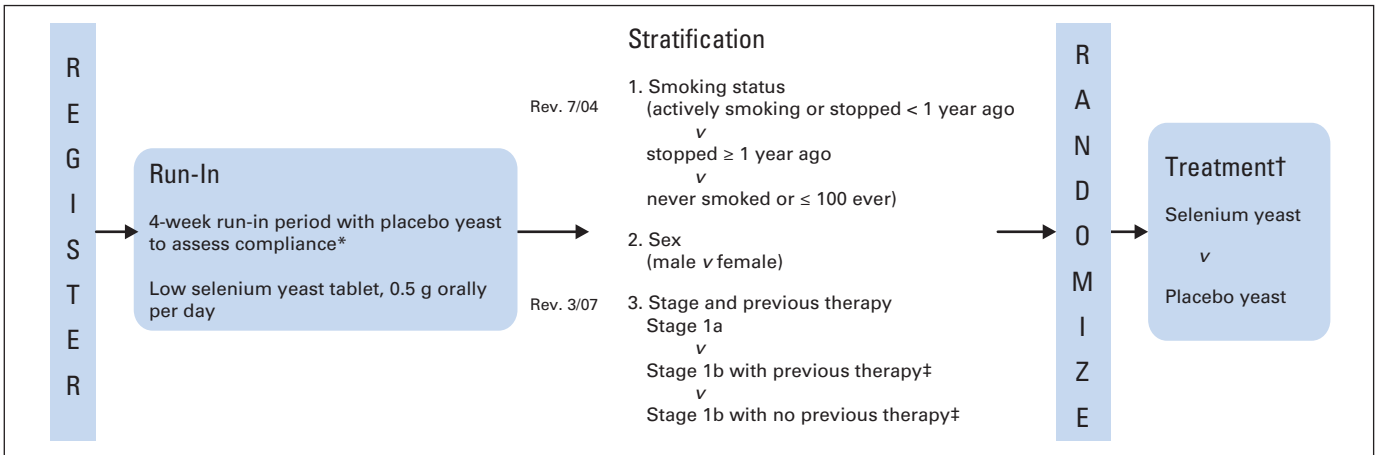 REGISTER
Run-In
4-week run-in period with placebo yeast
to assess compliance*
Low selenium yeast tablet, 0.5 g orally
per day
Stratification
Rev. 7/04
1. Smoking status
(actively smoking or stopped < 1 year ago
v
stopped ≥ 1 year ago
v
never smoked or ≤ 100 ever)
2. Sex
(male v female)
Rev. 3/07
3. Stage and previous therapy
Stage 1a
v
Stage 1b with previous therapy‡
v
Stage 1b with no previous therapy‡
RANDOMIZE
Treatment†
Selenium yeast
v
Placebo yeast